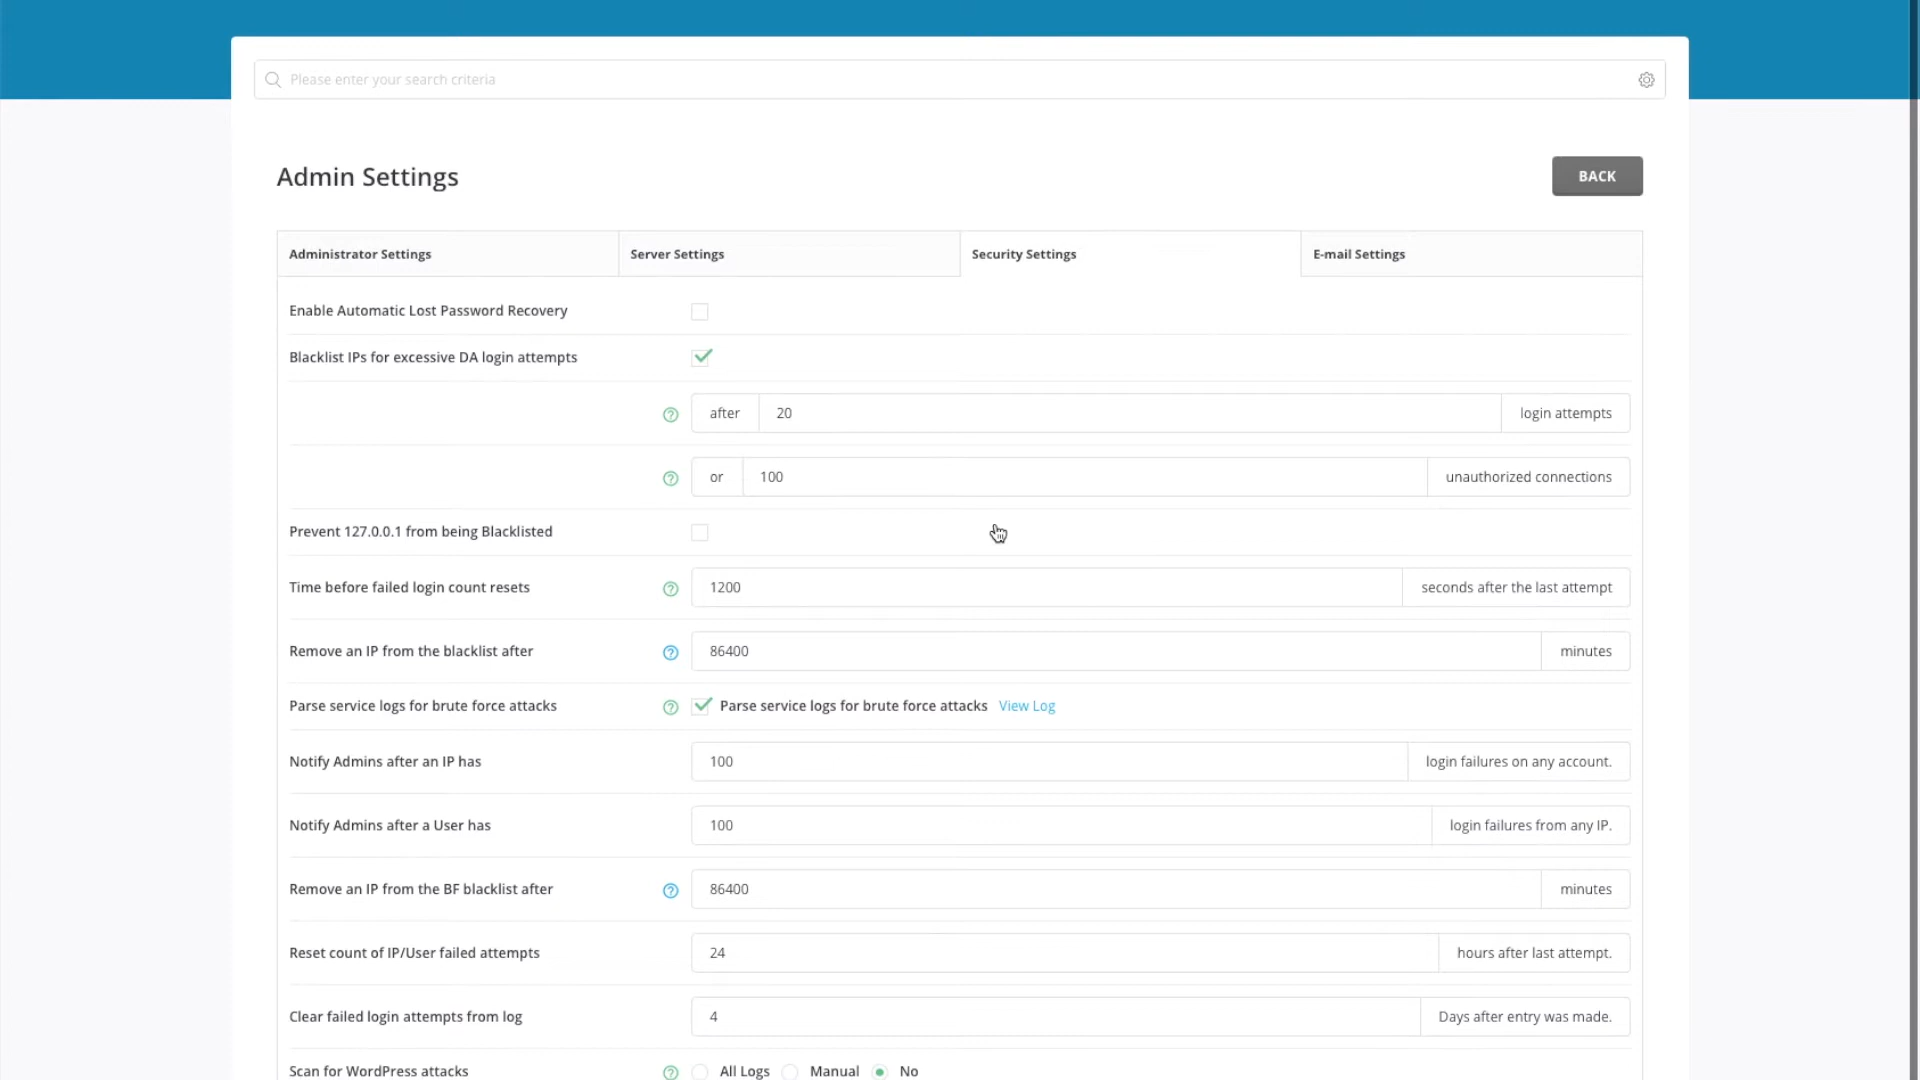 Please enter your search criteria
Admin Settings
BACK
Administrator Settings
Server Settings
Security Settings
E-mail Settings
Enable Automatic Lost Password Recovery
Blacklist IPs for excessive DA login attempts
after 20 login attempts
or 100 unauthorized connections
Prevent 127.0.0.1 from being Blacklisted
Time before failed login count resets 1200 seconds after the last attempt
Remove an IP from the blacklist after 86400 minutes
Parse service logs for brute force attacks Parse service logs for brute force attacks View Log
Notify Admins after an IP has 100 login failures on any account.
Notify Admins after a User has 100 login failures from any IP.
Remove an IP from the BF blacklist after 86400 minutes
Reset count of IP/User failed attempts 24 hours after last attempt.
Clear failed login attempts from log 4 Days after entry was made.
Scan for WordPress attacks All Logs Manual No